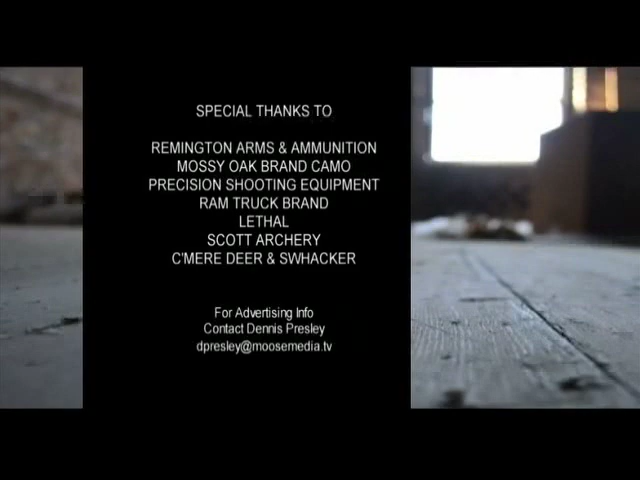 SPECIAL THANKS TO
REMINGTON ARMS & AMMUNITION
MOSSY OAK BRAND CAMO
PRECISION SHOOTING EQUIPMENT
RAM TRUCK BRAND
LETHAL
SCOTT ARCHERY
C'MERE DEER & SWHACKER
For Advertising Info
Contact Dennis Presley
dpresley@moosemedia.tv